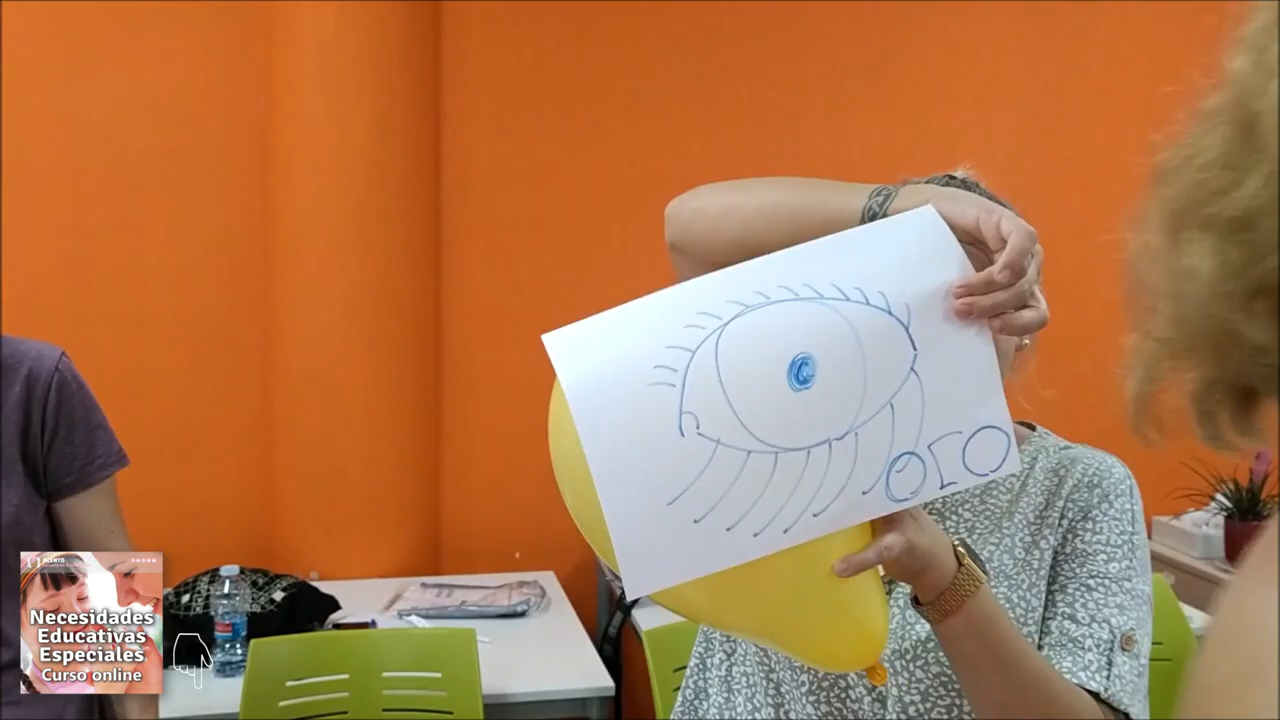 OJO
Necesidades
Educativas
Especiales
Curso online